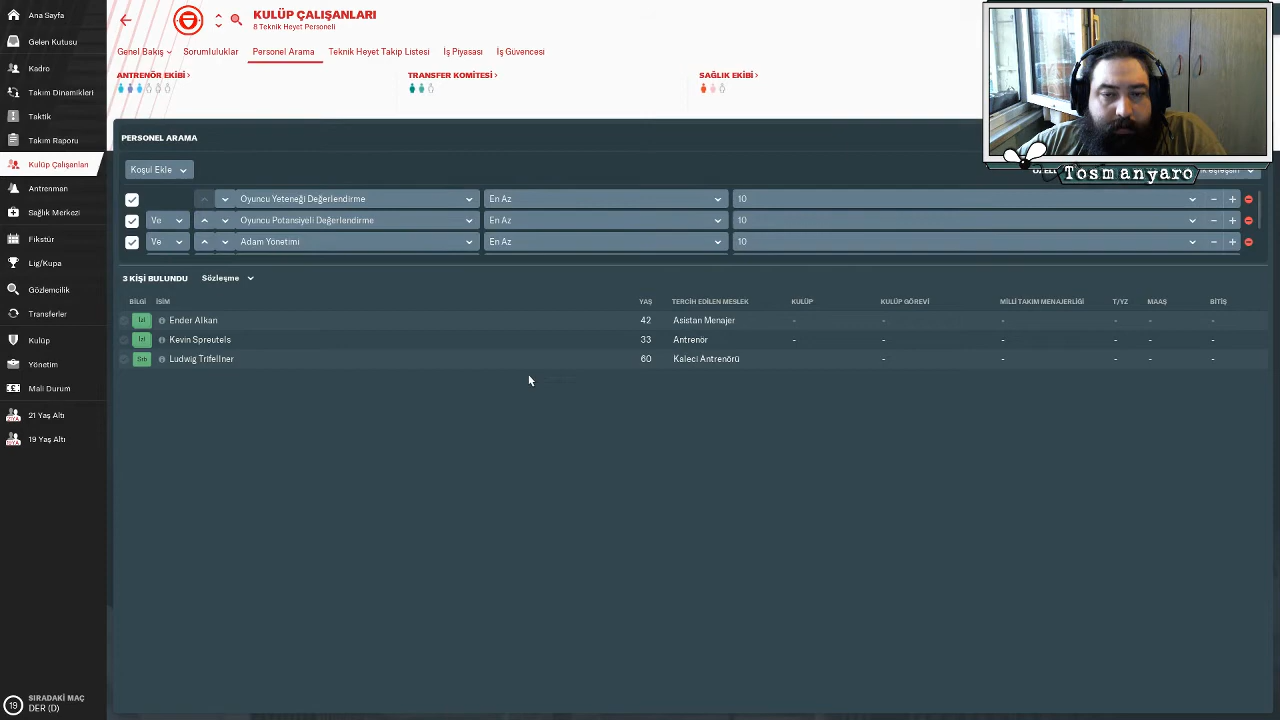 Ana Sayfa
Gelen Kutusu
Kadro
Takım Dinamikleri
Taktik
Takım Raporu
Kulüp Çalışanları
Antrenman
Sağlık Merkezi
Fikstür
Lig/Kupa
Gözlemcilik
Transferler
Kulüp
Yönetim
Mali Durum
21 Yaş Altı
19 Yaş Altı
19 SIRADAKİ MAÇ
DER (D)
KULÜP ÇALIŞANLARI
8 Teknik Heyet Personeli
Genel Bakış Sorumluluklar Personel Arama Teknik Heyet Takip Listesi İş Piyasası İş Güvencesi
ANTRENÖR EKİBİ TRANSFER KOMİTESİ SAĞLIK EKİBİ
Tosmanyaro
PERSONEL ARAMA
Koşul Ekle
Oyuncu Yeteneği Değerlendirme En Az 10
Ve Oyuncu Potansiyeli Değerlendirme En Az 10
Ve Adam Yönetimi En Az 10
3 KİŞİ BULUNDU Sözleşme
BİLGİ İSİM YAŞ TERCİH EDİLEN MESLEK KULÜP KULÜP GÖREVİ MİLLİ TAKIM MENAJERLİĞİ T/YZ MAAŞ BİTİŞ
İzl Ender Alkan 42 Asistan Menajer - - - - - -
İzl Kevin Spreutels 33 Antrenör - - - - - -
Srb Ludwig Trifellner 60 Kaleci Antrenörü - - - - -